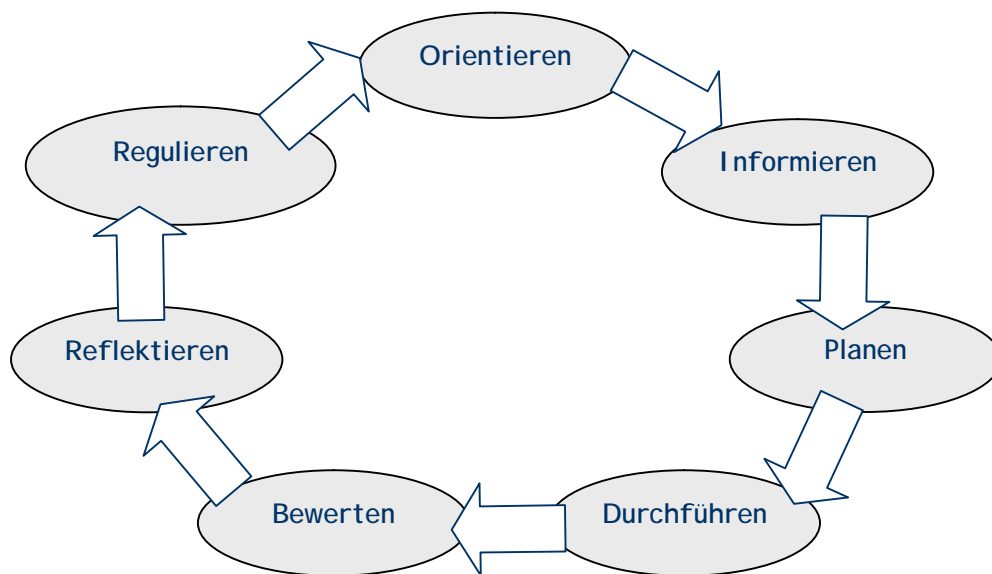 Orientieren
Informieren
Planen
Durchführen
Bewerten
Reflektieren
Regulieren